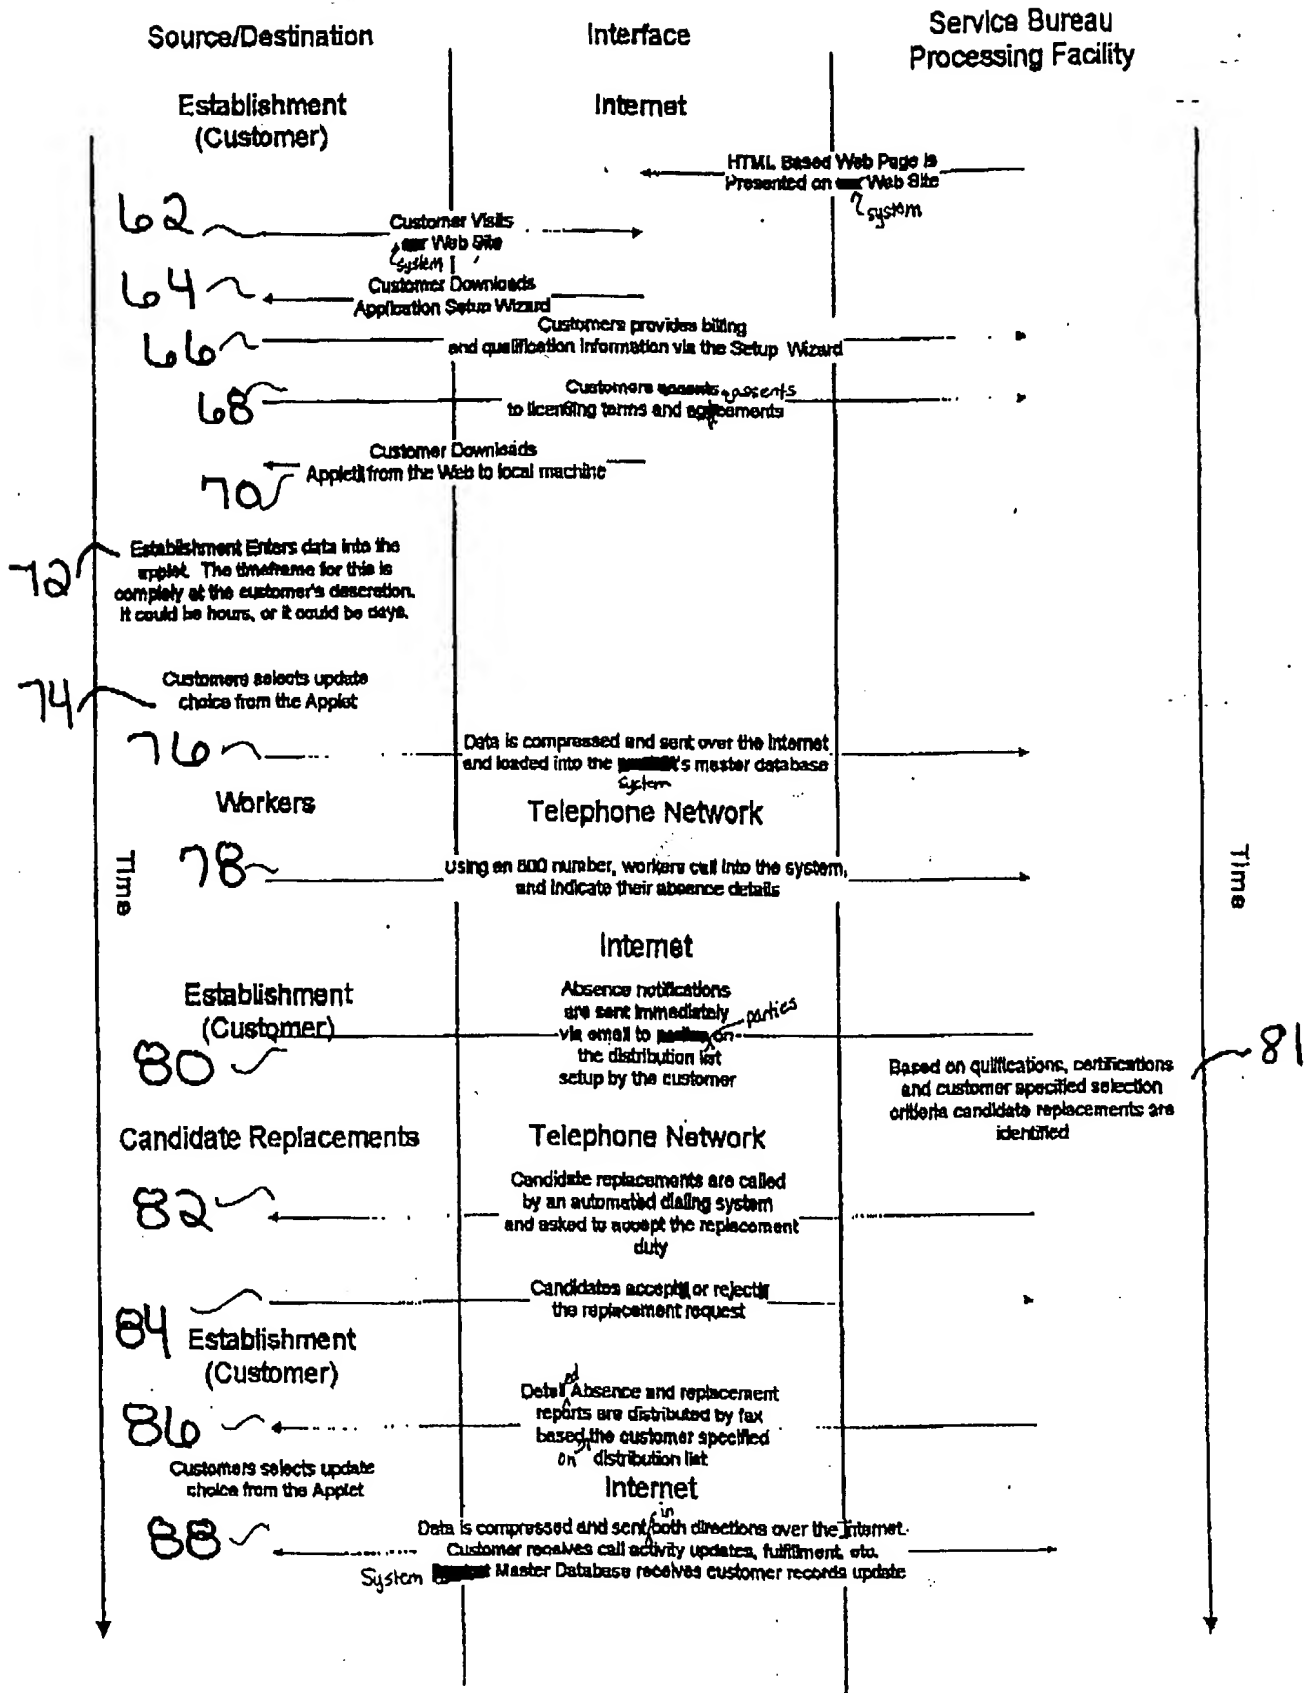 Source/Destination
Interface
Service Bureau
Processing Facility
Establishment
(Customer)
Internet
HTML Based Web Page is
Presented on Web Site
system
62
Customer Visits
Web Site
system
64
Customer Downloads
Application Setup Wizard
66
Customers provides billing
and qualification information via the Setup Wizard
68
Customers assents
to licensing terms and agreements
Customer Downloads
Applet from the Web to local machine
70
72
Establishment Enters data into the
applet. The timeframe for this is
complely at the customer's descretion.
It could be hours, or it could be days.
74
Customers selects update
choice from the Applet
76
Data is compressed and sent over the Internet
and loaded into the 's master database
system
Workers
Telephone Network
Time
Time
78
Using an 800 number, workers call into the system,
and indicate their absence details
Internet
Establishment
(Customer)
80
Absence notifications
are sent immediately
parties
via email to on
the distribution list
setup by the customer
81
Based on qulifications, certifications
and customer specified selection
criteria candidate replacements are
identified
Candidate Replacements
Telephone Network
82
Candidate replacements are called
by an automated dialing system
and asked to accept the replacement
duty
84
Candidates accept or reject
the replacement request
Establishment
(Customer)
86
ed
Detail Absence and replacement
reports are distributed by fax
based the customer specified
on distribution list
Customers selects update
choice from the Applet
Internet
88
in
Data is compressed and sent both directions over the Internet.
Customer receives call activity updates, fulfillment, etc.
System Master Database receives customer records update